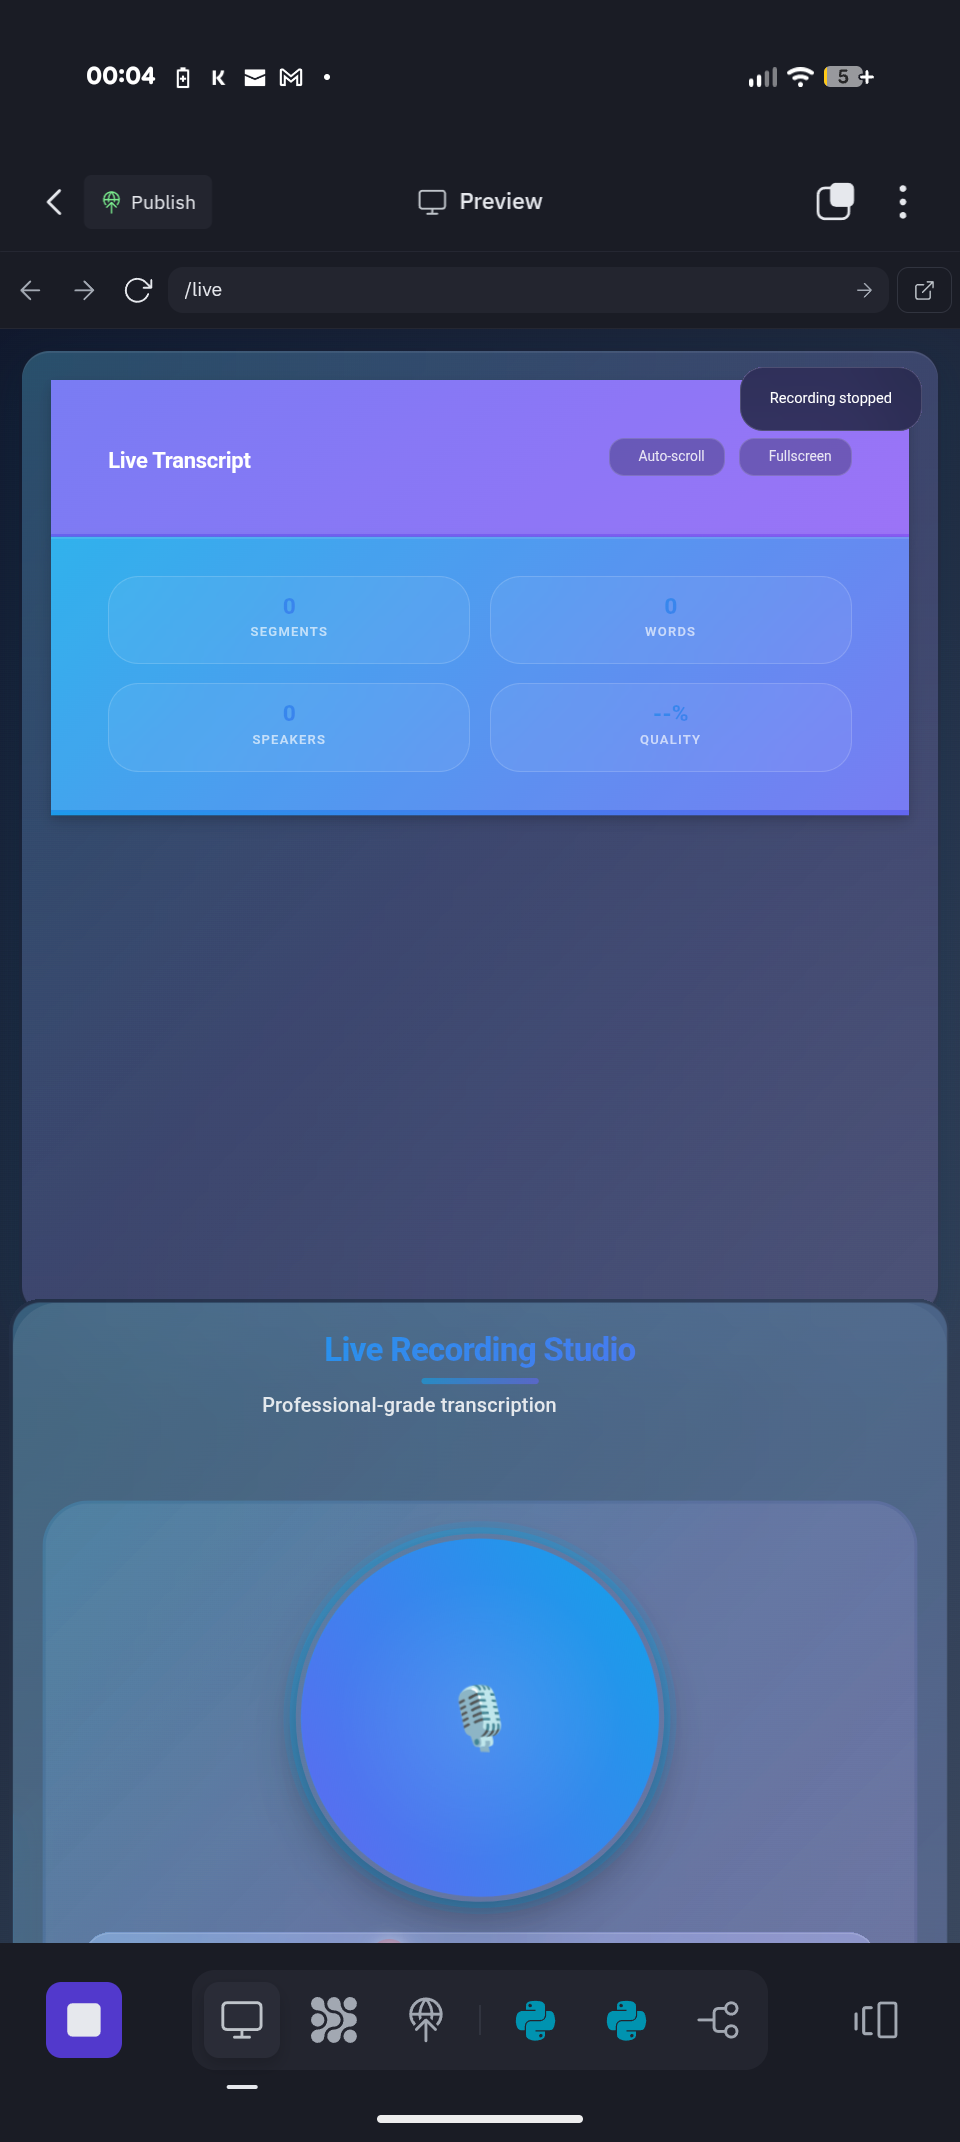 00:04
5
Publish
Preview
/live
Recording stopped
Live Transcript
Auto-scroll
Fullscreen
0
SEGMENTS
0
WORDS
0
SPEAKERS
--%
QUALITY
Live Recording Studio
Professional-grade transcription